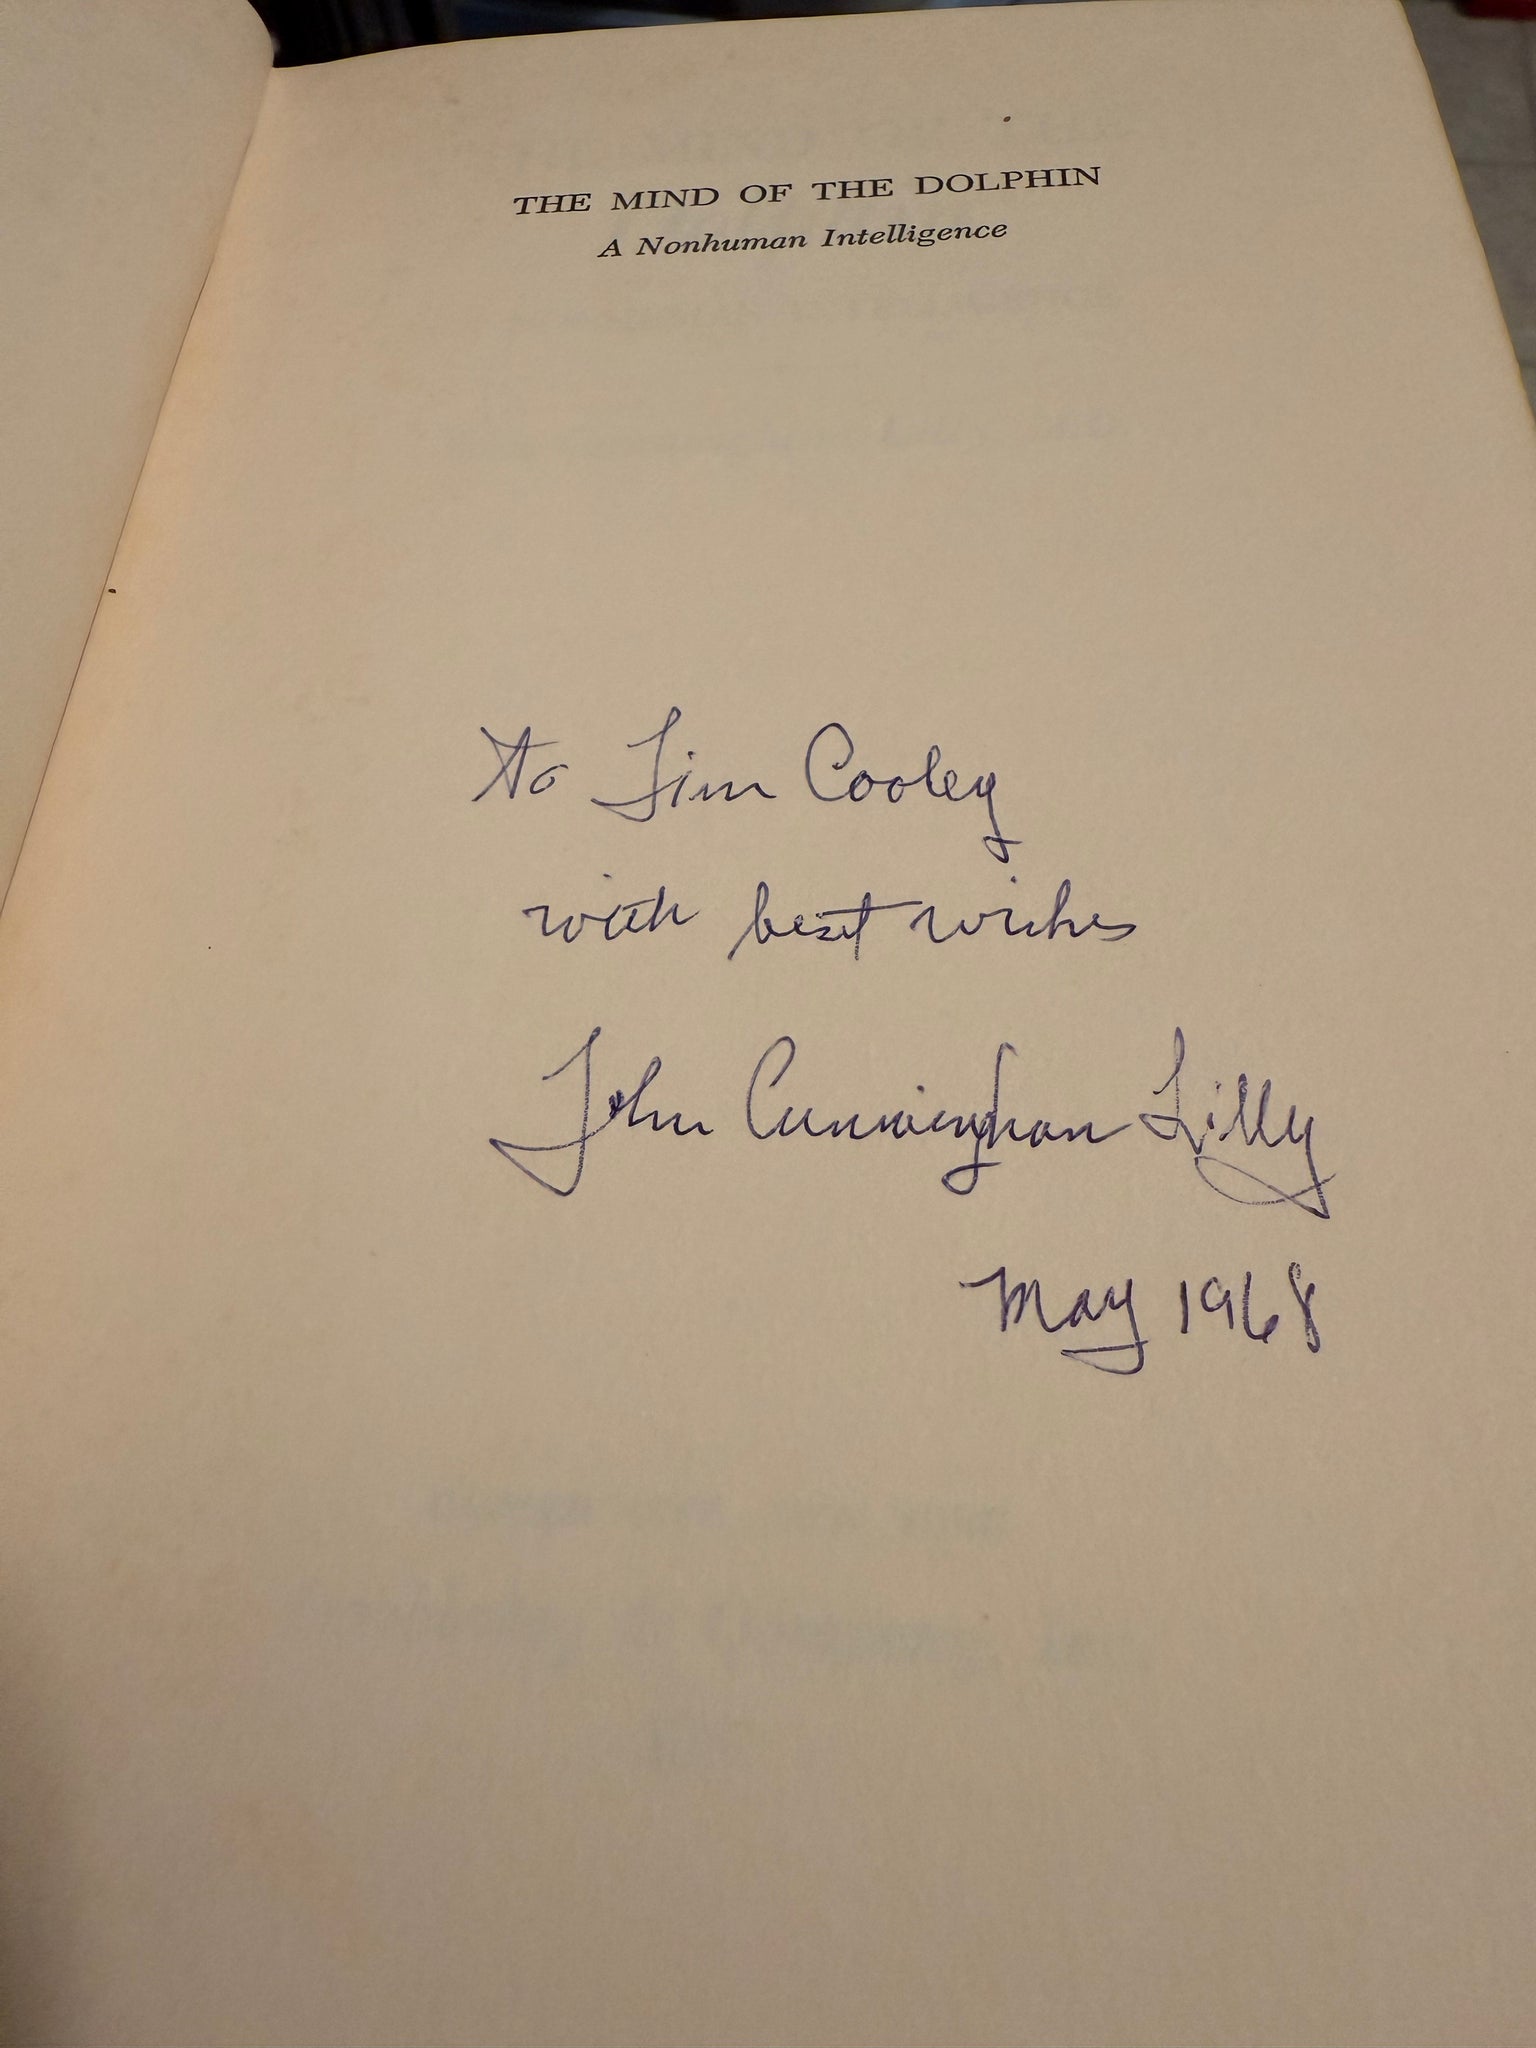 THE MIND OF THE DOLPHIN
A Nonhuman Intelligence
to Jim Cooley
with best wishes
John Cunningham Lilly
May 1968